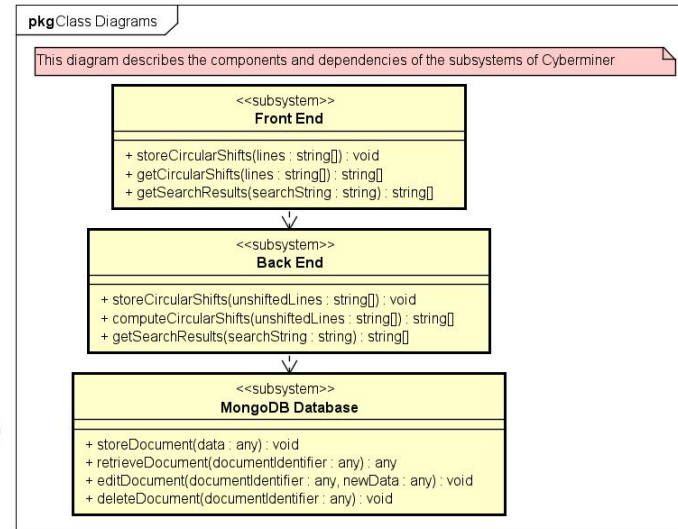 pkg Class Diagrams
This diagram describes the components and dependencies of the subsystems of Cyberminer
<<subsystem>>
Front End
+ storeCircularShifts(lines : string[]) : void
+ getCircularShifts(lines : string[]) : string[]
+ getSearchResults(searchString : string) : string[]
<<subsystem>>
Back End
+ storeCircularShifts(unshiftedLines : string[]) : void
+ computeCircularShifts(unshiftedLines : string[]) : string[]
+ getSearchResults(searchString : string) : string[]
<<subsystem>>
MongoDB Database
+ storeDocument(data : any) : void
+ retrieveDocument(documentIdentifier : any) : any
+ editDocument(documentIdentifier : any, newData : any) : void
+ deleteDocument(documentIdentifier : any) : void